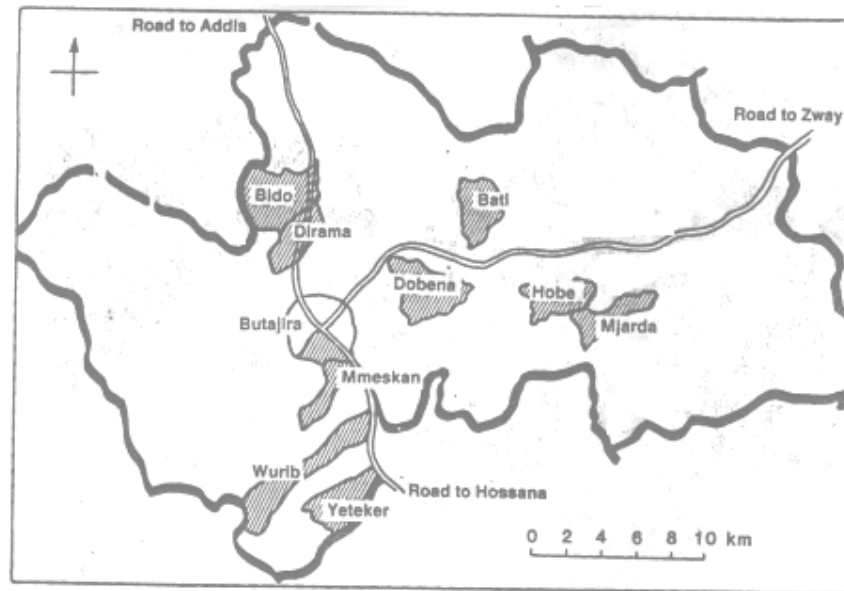 Road to Addis
Road to Zway
Bido
Bati
Dirama
Dobena
Hobe
Butajira
Mjarda
Mmeskan
Wurib
Road to Hossana
Yeteker
0 2 4 6 8 10 km